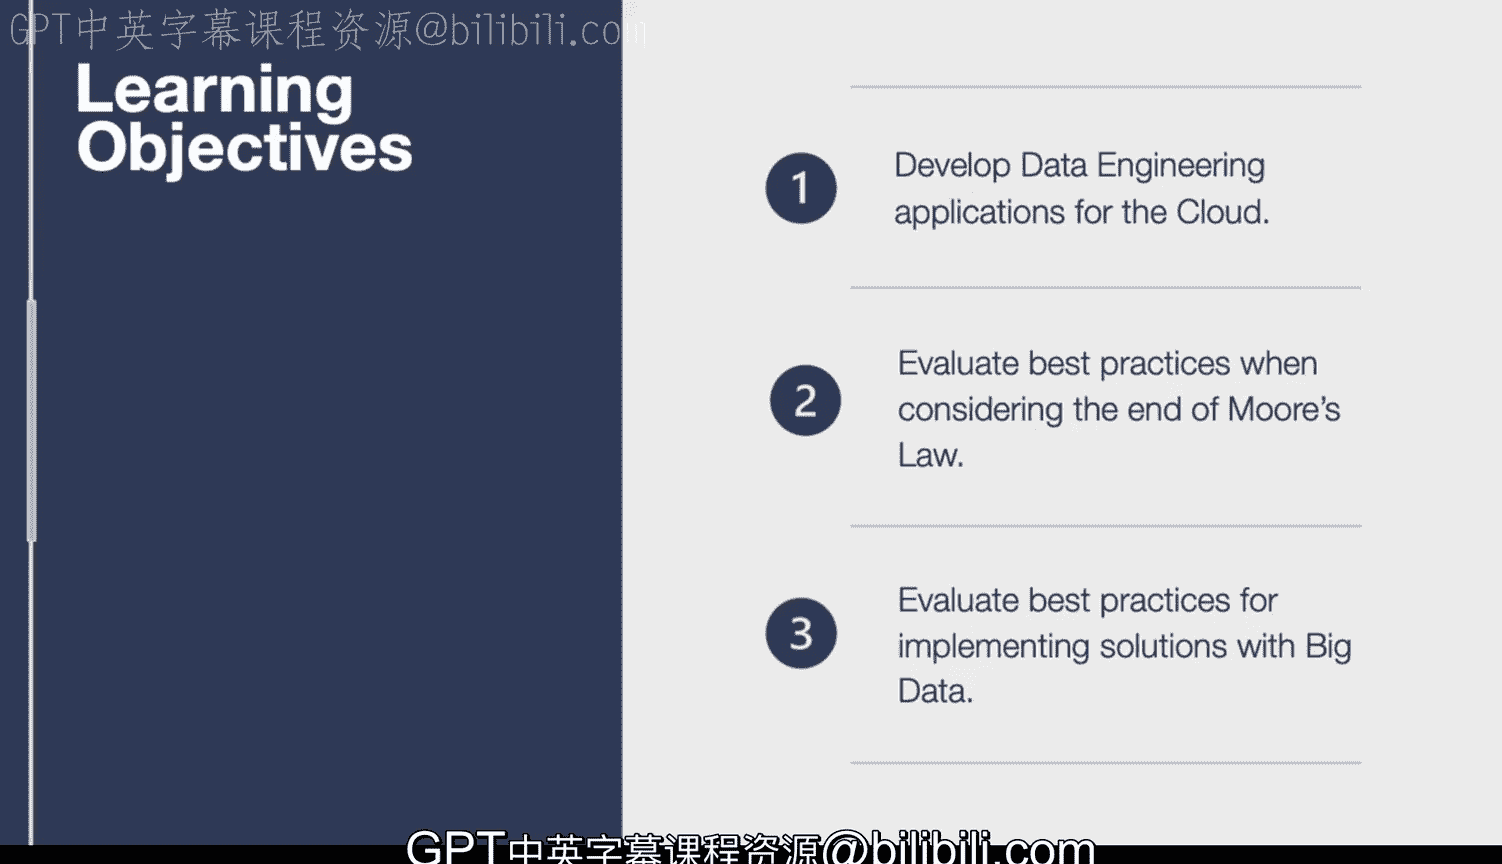 GPT中英字幕课程资源@bilibili.com
Learning
Objectives
1
Develop Data Engineering
applications for the Cloud.
2
Evaluate best practices when
considering the end of Moore's
Law.
3
Evaluate best practices for
implementing solutions with Big
Data.
GPT中英字幕课程资源@bilibili.com